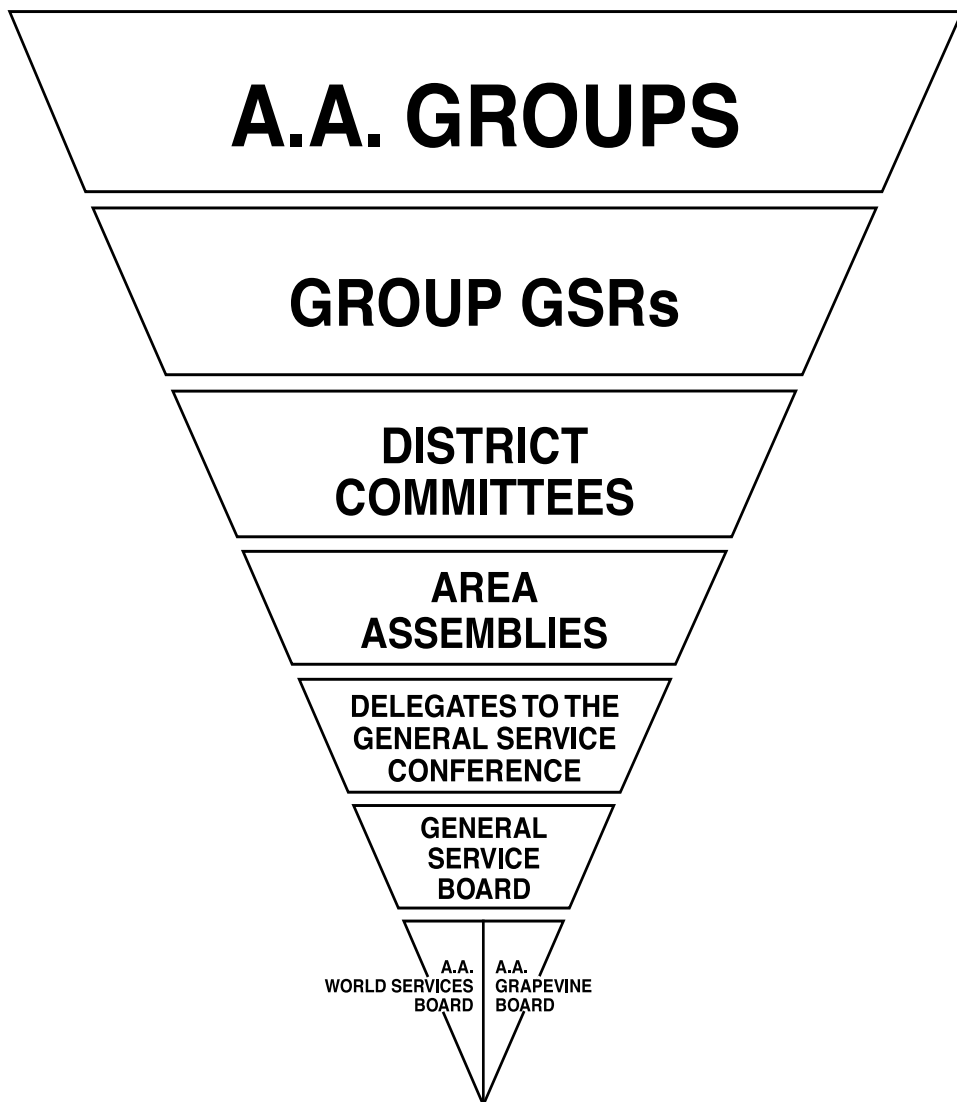 A.A. GROUPS
GROUP GSRs
DISTRICT
COMMITTEES
AREA
ASSEMBLIES
DELEGATES TO THE
GENERAL SERVICE
CONFERENCE
GENERAL
SERVICE
BOARD
A.A.
WORLD SERVICES
BOARD
A.A.
GRAPEVINE
BOARD